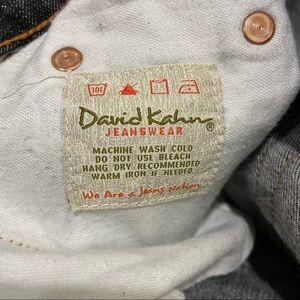 David Kahn®
JEANSWEAR
MACHINE WASH COLD
DO NOT USE BLEACH
HANG DRY RECOMMENDED
WARM IRON IF NEEDED
We Are a Jeans Nation